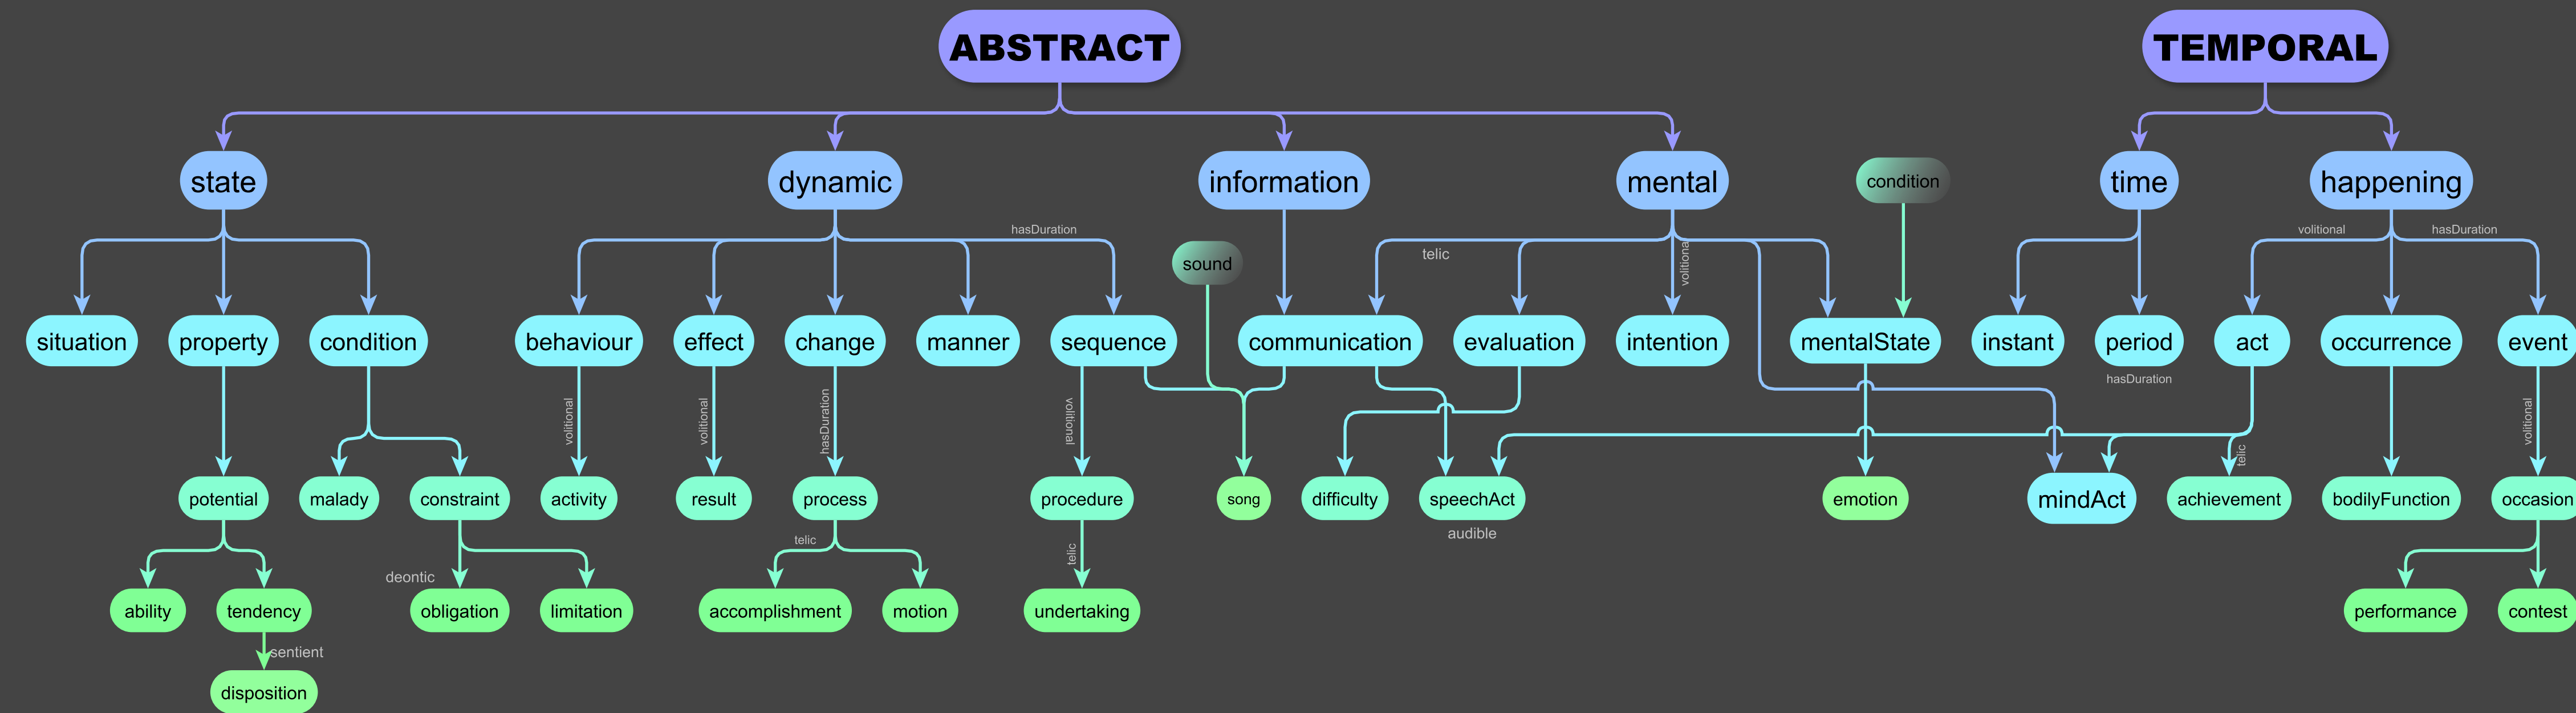 ABSTRACT
TEMPORAL
state
dynamic
information
mental
condition
time
happening
hasDuration
volitional
hasDuration
telic
volitional
sound
situation
property
condition
behaviour
effect
change
manner
sequence
communication
evaluation
intention
mentalState
instant
period
act
occurrence
event
hasDuration
volitional
volitional
hasDuration
volitional
volitional
telic
potential
malady
constraint
activity
result
process
procedure
song
difficulty
speechAct
emotion
mindAct
achievement
bodilyFunction
occasion
audible
telic
telic
deontic
ability
tendency
obligation
limitation
accomplishment
motion
undertaking
performance
contest
sentient
disposition